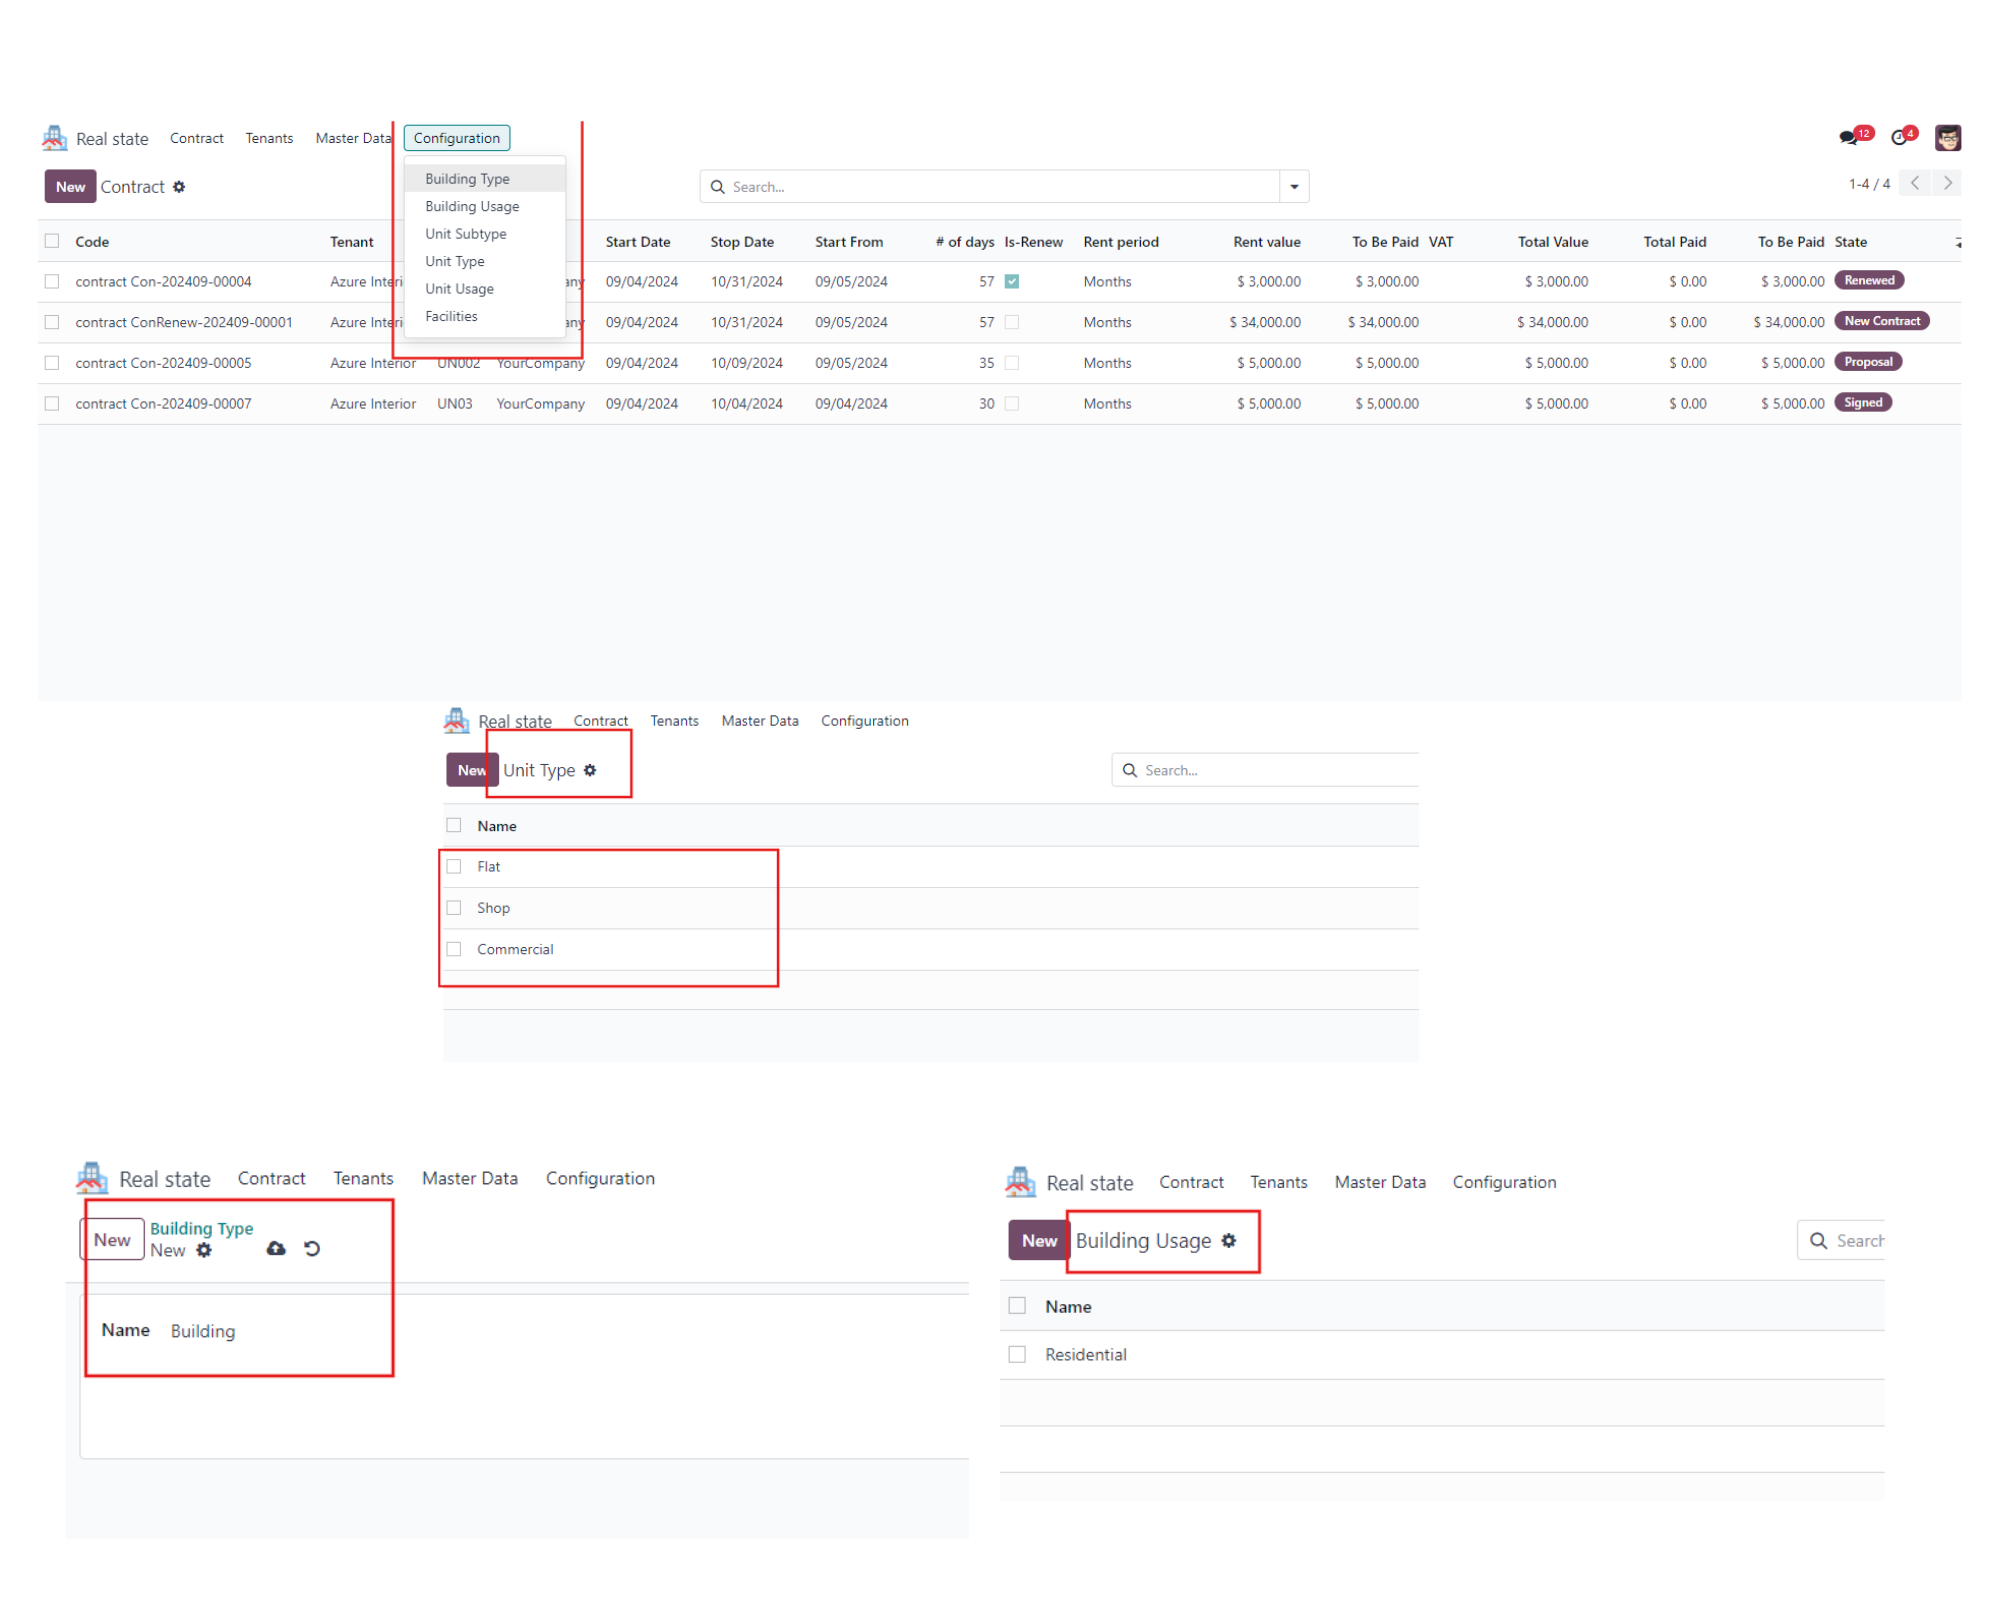 Real state Contract Tenants Master Data Configuration 12 4
New Contract Search... 1-4 / 4
Building Type
Building Usage
Unit Subtype
Unit Type
Unit Usage
Facilities
Code Tenant Start Date Stop Date Start From # of days Is-Renew Rent period Rent value To Be Paid VAT Total Value Total Paid To Be Paid State
contract Con-202409-00004 Azure Interi any 09/04/2024 10/31/2024 09/05/2024 57 Months $ 3,000.00 $ 3,000.00 $ 3,000.00 $ 0.00 $ 3,000.00 Renewed
contract ConRenew-202409-00001 Azure Interi any 09/04/2024 10/31/2024 09/05/2024 57 Months $ 34,000.00 $ 34,000.00 $ 34,000.00 $ 0.00 $ 34,000.00 New Contract
contract Con-202409-00005 Azure Interior UN002 YourCompany 09/04/2024 10/09/2024 09/05/2024 35 Months $ 5,000.00 $ 5,000.00 $ 5,000.00 $ 0.00 $ 5,000.00 Proposal
contract Con-202409-00007 Azure Interior UN03 YourCompany 09/04/2024 10/04/2024 09/04/2024 30 Months $ 5,000.00 $ 5,000.00 $ 5,000.00 $ 0.00 $ 5,000.00 Signed
Real state Contract Tenants Master Data Configuration
New Unit Type Search...
Name
Flat
Shop
Commercial
Real state Contract Tenants Master Data Configuration
New Building Type
New
Name Building
Real state Contract Tenants Master Data Configuration
New Building Usage Search
Name
Residential